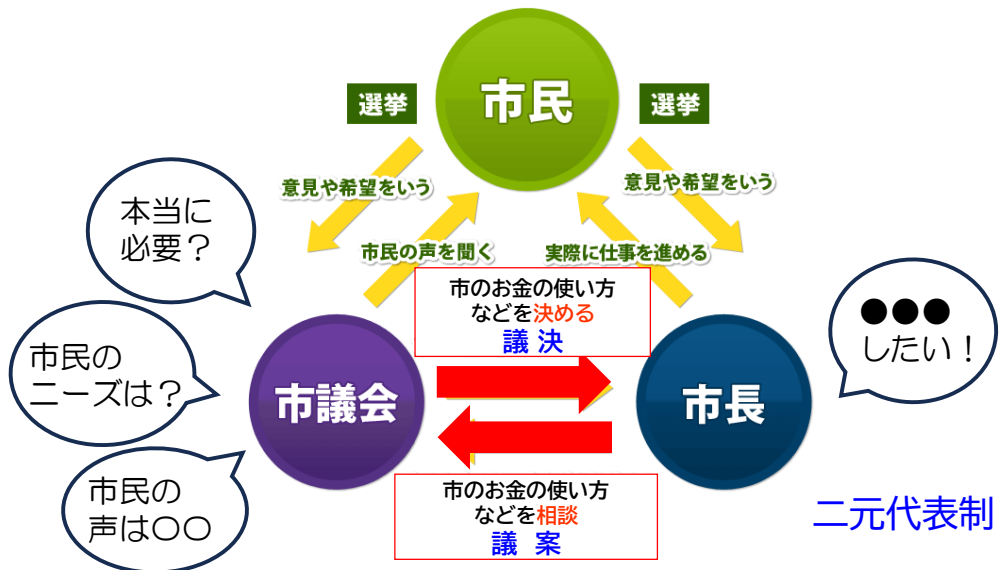 市民
選挙
選挙
意見や希望をいう
意見や希望をいう
本当に
必要？
市民の声を聞く
実際に仕事を進める
市のお金の使い方
などを決める
議決
●●●
したい！
市民の
ニーズは？
市議会
市長
市民の
声は〇〇
市のお金の使い方
などを相談
議 案
二元代表制